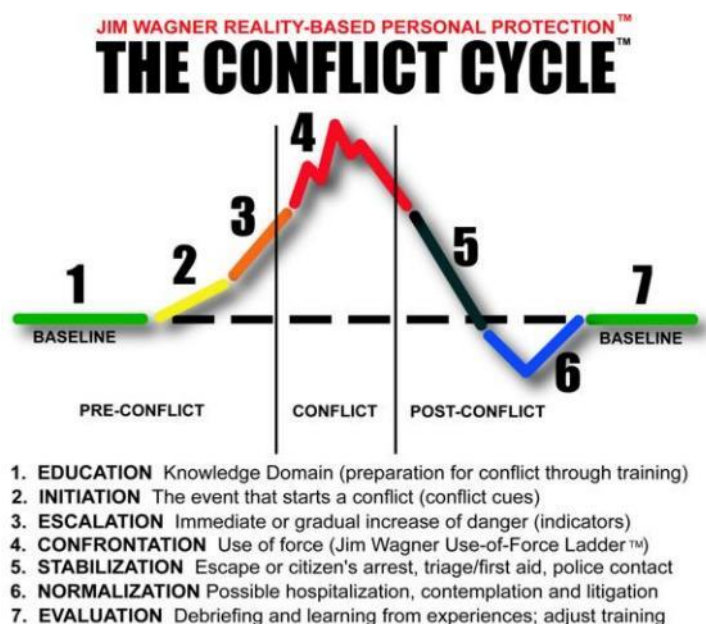 JIM WAGNER REALITY-BASED PERSONAL PROTECTION™
THE CONFLICT CYCLE™
4
3
2
5
1
7
BASELINE
BASELINE
6
PRE-CONFLICT CONFLICT POST-CONFLICT
1. EDUCATION Knowledge Domain (preparation for conflict through training)
2. INITIATION The event that starts a conflict (conflict cues)
3. ESCALATION Immediate or gradual increase of danger (indicators)
4. CONFRONTATION Use of force (Jim Wagner Use-of-Force Ladder™)
5. STABILIZATION Escape or citizen's arrest, triage/first aid, police contact
6. NORMALIZATION Possible hospitalization, contemplation and litigation
7. EVALUATION Debriefing and learning from experiences; adjust training